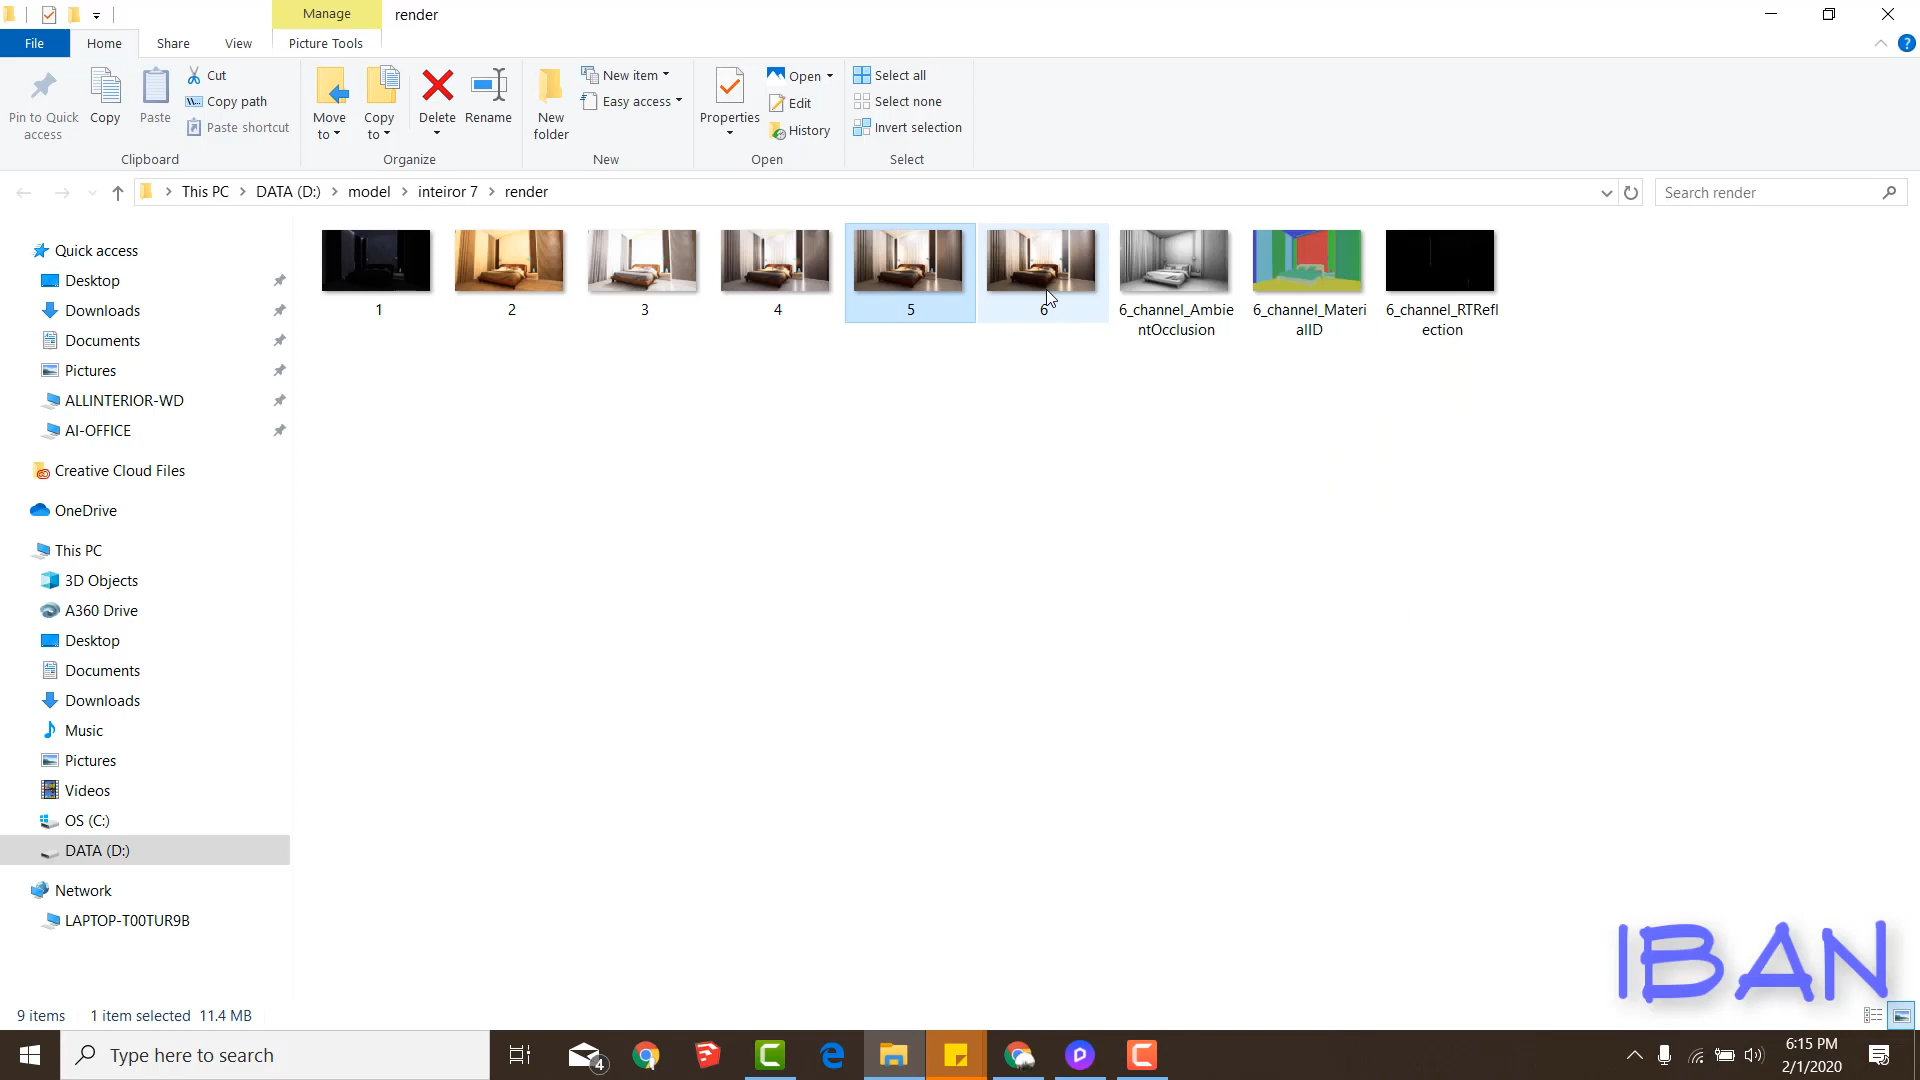 Manage
render
File
Home
Share
View
Picture Tools
Pin to Quick access
Copy
Paste
Cut
Copy path
Paste shortcut
Clipboard
Move to
Copy to
Delete
Rename
Organize
New folder
New item
Easy access
New
Properties
Open
Edit
History
Open
Select all
Select none
Invert selection
Select
This PC
DATA (D:)
model
inteiror 7
render
Search render
Quick access
Desktop
Downloads
Documents
Pictures
ALLINTERIOR-WD
AI-OFFICE
Creative Cloud Files
OneDrive
This PC
3D Objects
A360 Drive
Desktop
Documents
Downloads
Music
Pictures
Videos
OS (C:)
DATA (D:)
Network
LAPTOP-T00TUR9B
1
2
3
4
5
6
6_channel_Ambie
ntOcclusion
6_channel_Materi
alID
6_channel_RTRefl
ection
IBAN
9 items
1 item selected 11.4 MB
Type here to search
4
6:15 PM
2/1/2020